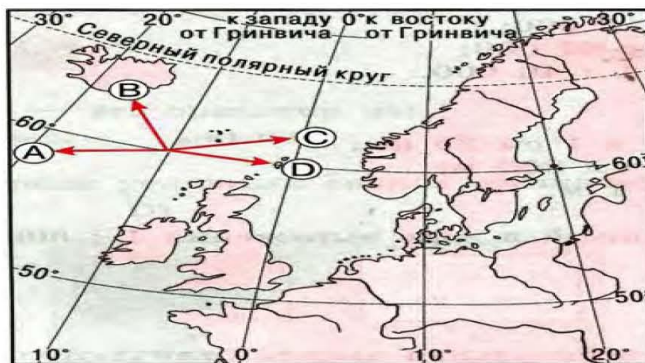 30° 20° к западу 0° к востоку 20° 30°
от Гринвича от Гринвича
Северный полярный круг
B
60°
A
C
D
60°
50°
50°
10° 0° 10° 20°